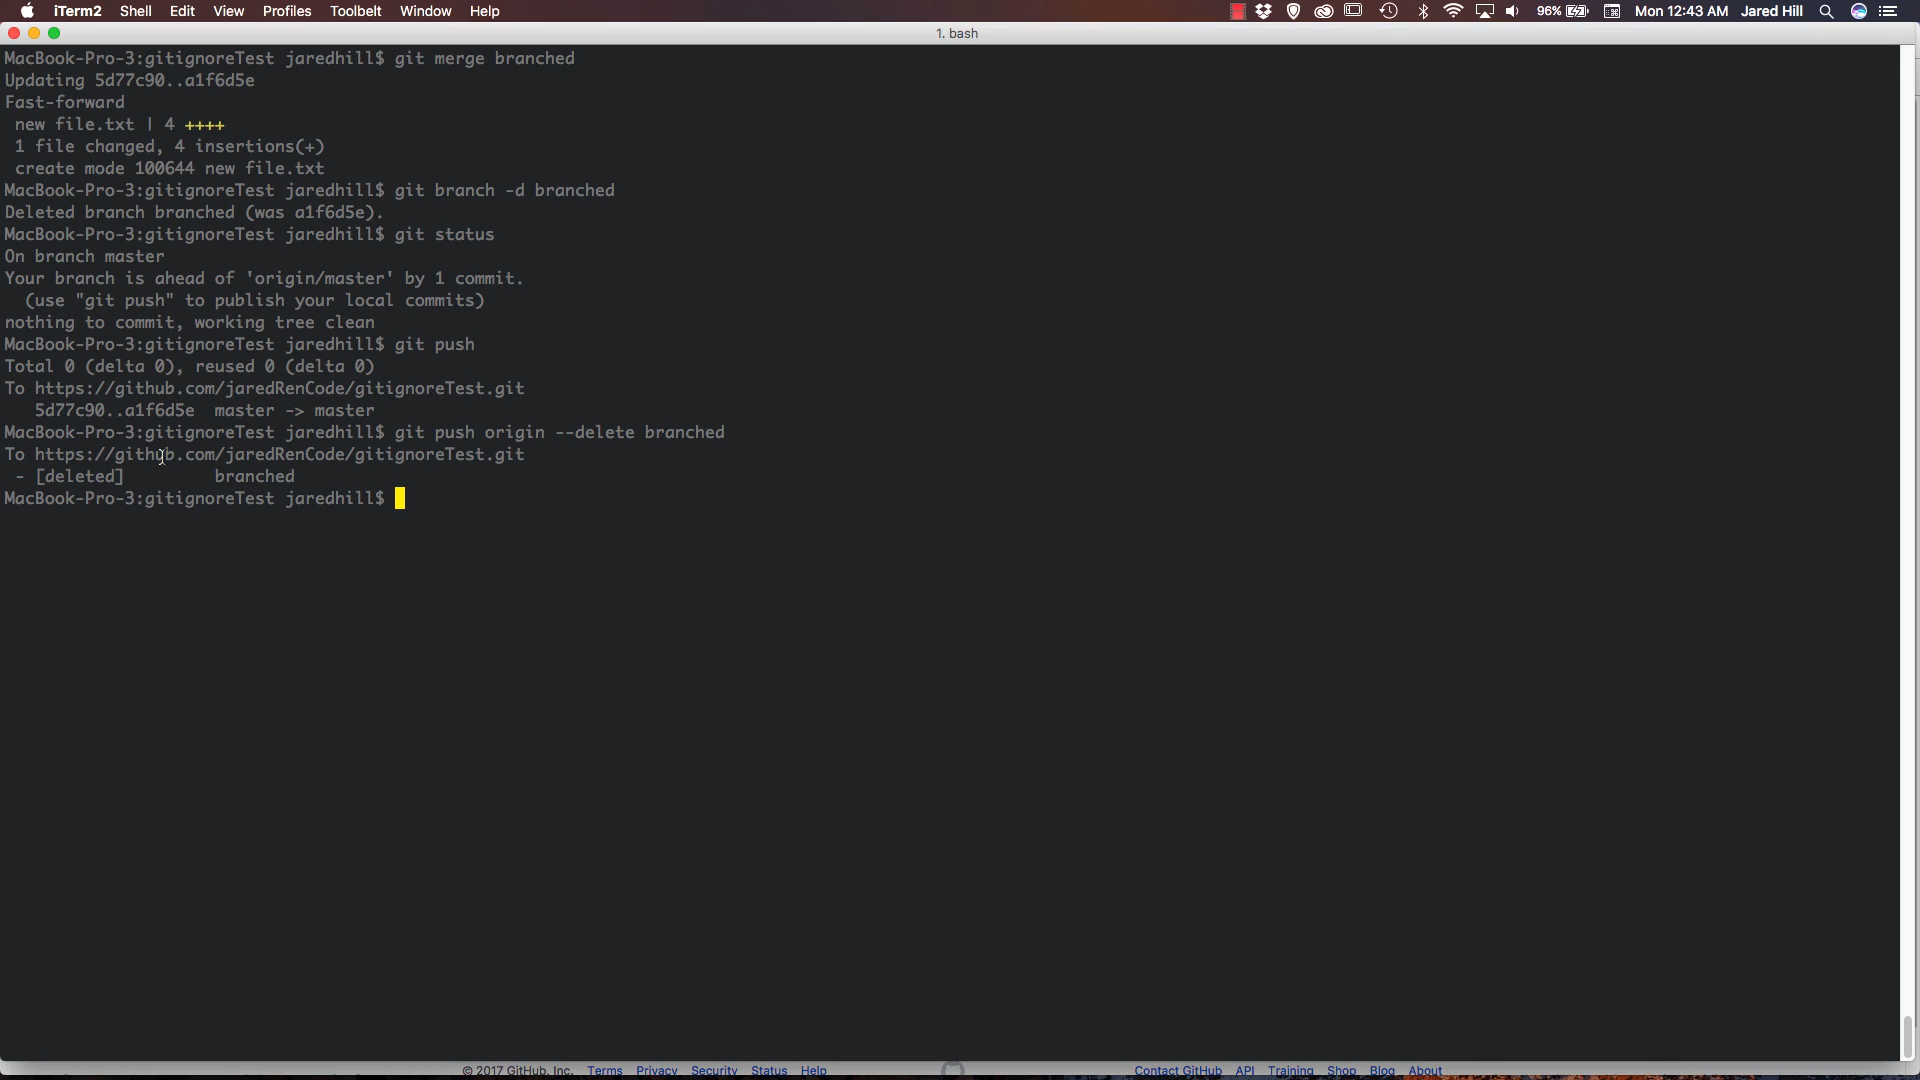 iTerm2 Shell Edit View Profiles Toolbelt Window Help 96% Mon 12:43 AM Jared Hill
1. bash
MacBook-Pro-3:gitignoreTest jaredhill$ git merge branched
Updating 5d77c90..a1f6d5e
Fast-forward
 new file.txt | 4 ++++
 1 file changed, 4 insertions(+)
 create mode 100644 new file.txt
MacBook-Pro-3:gitignoreTest jaredhill$ git branch -d branched
Deleted branch branched (was a1f6d5e).
MacBook-Pro-3:gitignoreTest jaredhill$ git status
On branch master
Your branch is ahead of 'origin/master' by 1 commit.
  (use "git push" to publish your local commits)
nothing to commit, working tree clean
MacBook-Pro-3:gitignoreTest jaredhill$ git push
Total 0 (delta 0), reused 0 (delta 0)
To https://github.com/jaredRenCode/gitignoreTest.git
   5d77c90..a1f6d5e  master -> master
MacBook-Pro-3:gitignoreTest jaredhill$ git push origin --delete branched
To https://github.com/jaredRenCode/gitignoreTest.git
 - [deleted]         branched
MacBook-Pro-3:gitignoreTest jaredhill$
© 2017 GitHub, Inc. Terms Privacy Security Status Help Contact GitHub API Training Shop Blog About